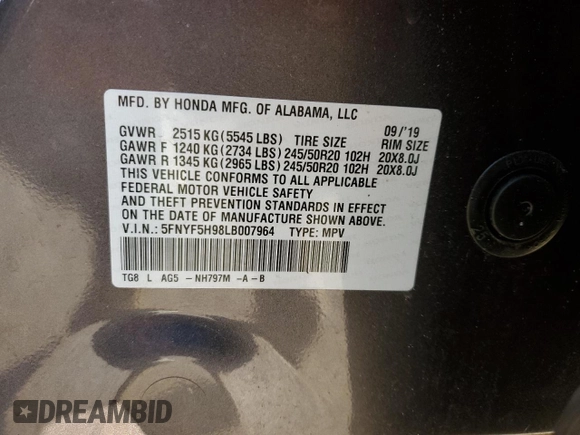 MFD. BY HONDA MFG. OF ALABAMA, LLC
GVWR 2515 KG (5545 LBS) TIRE SIZE 09/'19 RIM SIZE
GAWR F 1240 KG (2734 LBS) 245/50R20 102H 20X8.0J
GAWR R 1345 KG (2965 LBS) 245/50R20 102H 20X8.0J
THIS VEHICLE CONFORMS TO ALL APPLICABLE
FEDERAL MOTOR VEHICLE SAFETY
AND THEFT PREVENTION STANDARDS IN EFFECT
ON THE DATE OF MANUFACTURE SHOWN ABOVE.
V.I.N.: 5FNYF5H98LB007964 TYPE: MPV
TG8 L AG5 -NH797M -A-B
DREAMBID